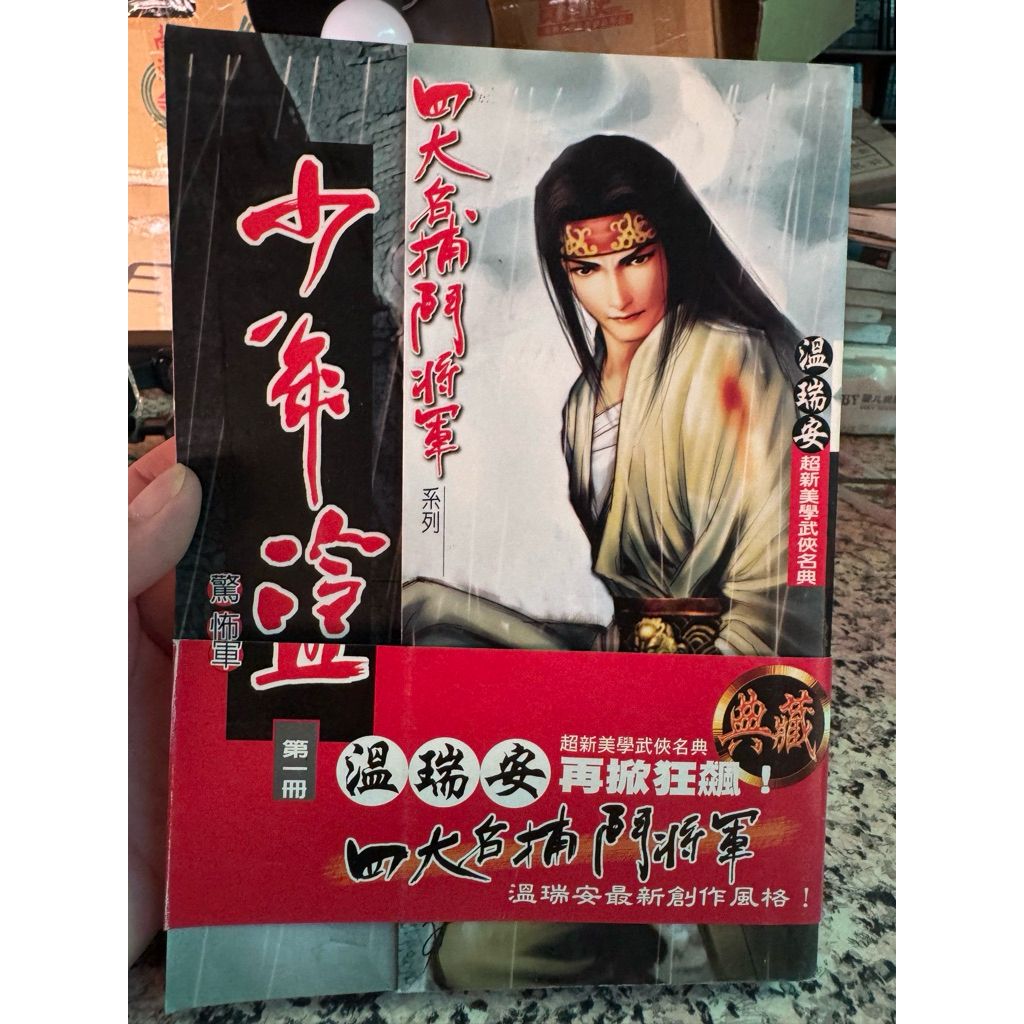 四大名捕鬥將軍
系列
少年冷血
驚怖軍
溫瑞安
超新美學武俠名典
典藏
第一冊
溫瑞安
超新美學武俠名典
再掀狂飆！
四大名捕鬥將軍
溫瑞安最新創作風格！